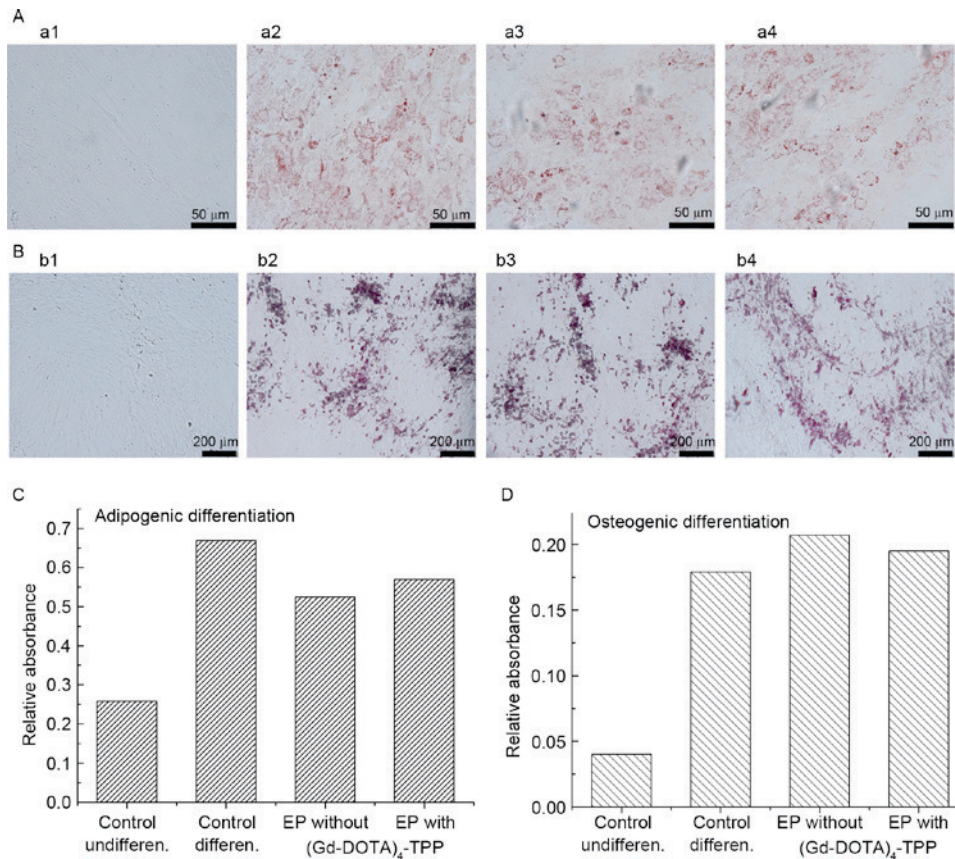 A
a1 a2 a3 a4
50 μm 50 μm 50 μm 50 μm
B
b1 b2 b3 b4
200 μm 200 μm 200 μm 200 μm
C
Adipogenic differentiation
Relative absorbance
0.7
0.6
0.5
0.4
0.3
0.2
0.1
0.0
Control Control EP without EP with
undifferen. differen. (Gd-DOTA)₄-TPP
D
Osteogenic differentiation
Relative absorbance
0.20
0.15
0.10
0.05
0.00
Control Control EP without EP with
undifferen. differen. (Gd-DOTA)₄-TPP